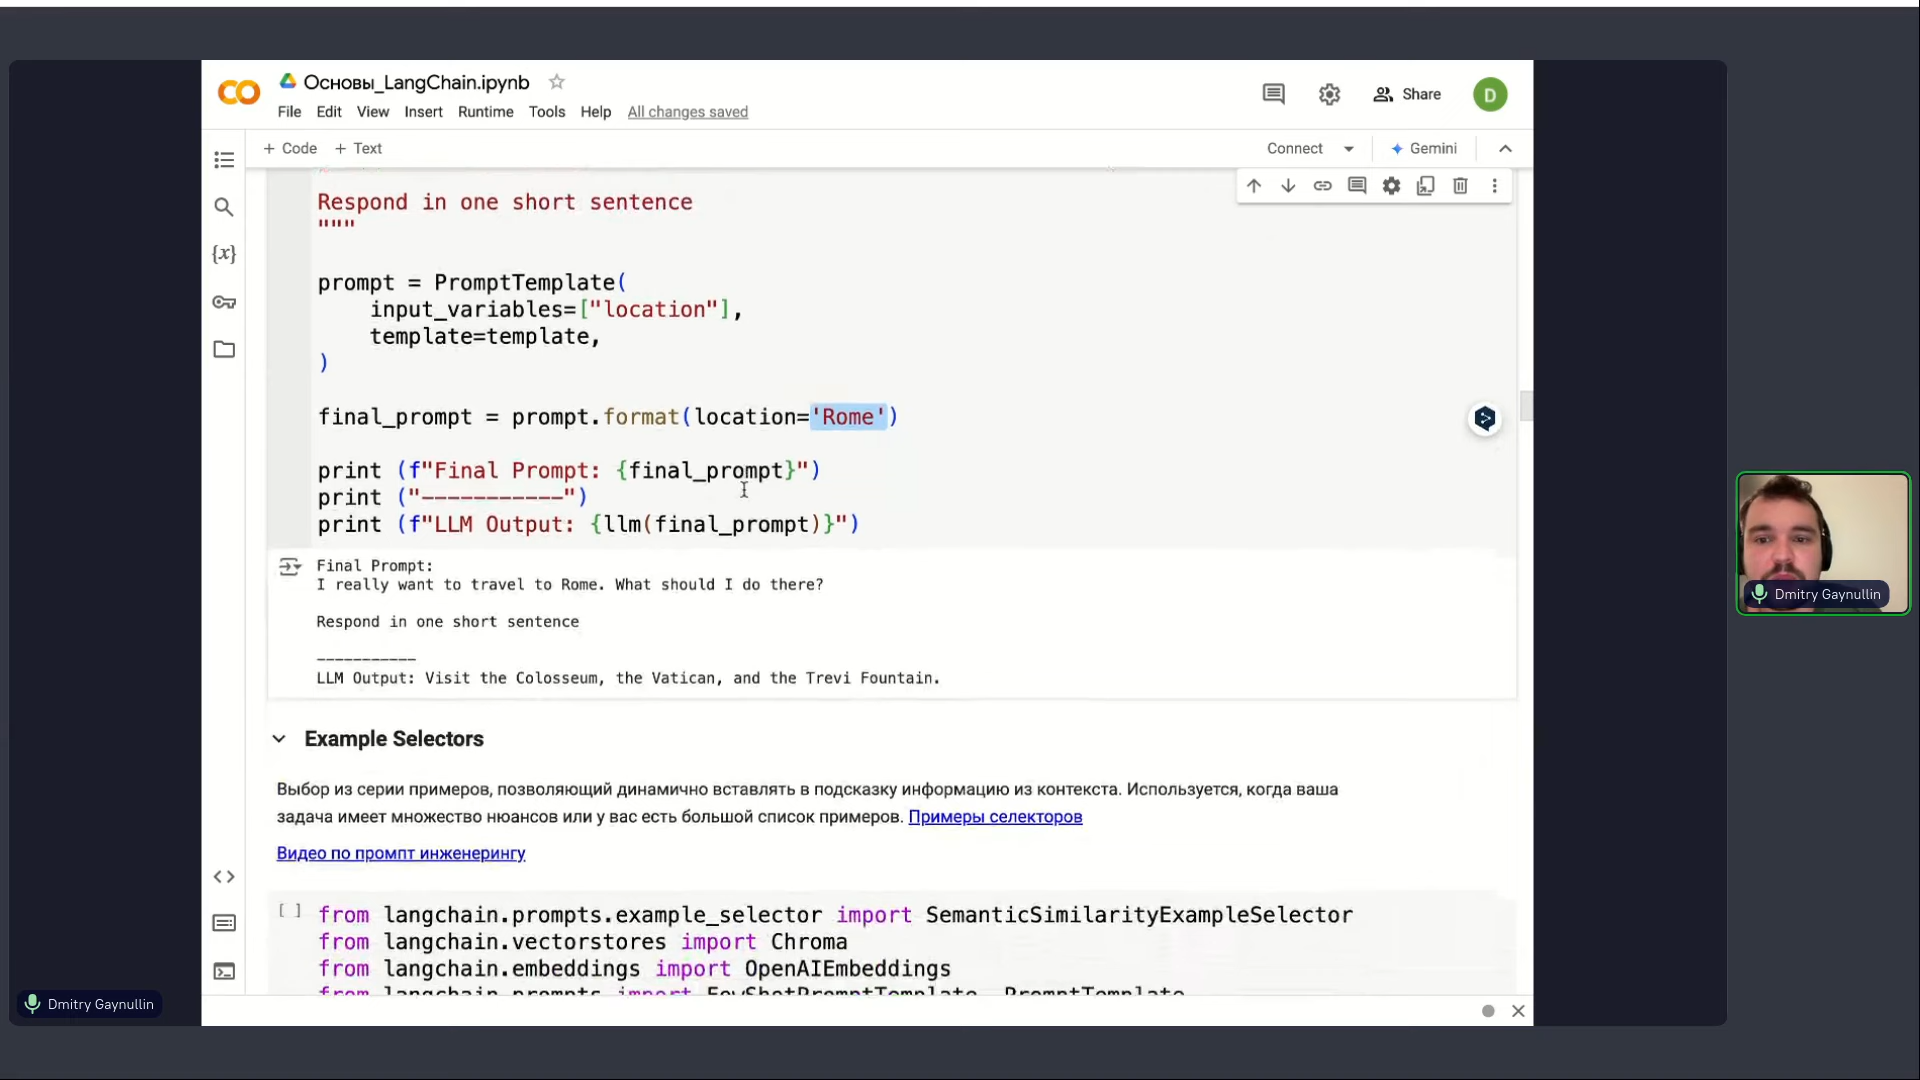 Основы_LangChain.ipynb
File Edit View Insert Runtime Tools Help All changes saved
Share
D
+ Code + Text
Connect
Gemini
Respond in one short sentence
"""
prompt = PromptTemplate(
input_variables=["location"],
template=template,
)
final_prompt = prompt.format(location='Rome')
print (f"Final Prompt: {final_prompt}")
print ("-----------")
print (f"LLM Output: {llm(final_prompt)}")
Final Prompt:
I really want to travel to Rome. What should I do there?
Respond in one short sentence
-----------
LLM Output: Visit the Colosseum, the Vatican, and the Trevi Fountain.
Example Selectors
Выбор из серии примеров, позволяющий динамично вставлять в подсказку информацию из контекста. Используется, когда ваша
задача имеет множество нюансов или у вас есть большой список примеров. Примеры селекторов
Видео по промпт инженерингу
[ ] from langchain.prompts.example_selector import SemanticSimilarityExampleSelector
from langchain.vectorstores import Chroma
from langchain.embeddings import OpenAIEmbeddings
from langchain.prompts import FewShotPromptTemplate, PromptTemplate
Dmitry Gaynullin
Dmitry Gaynullin